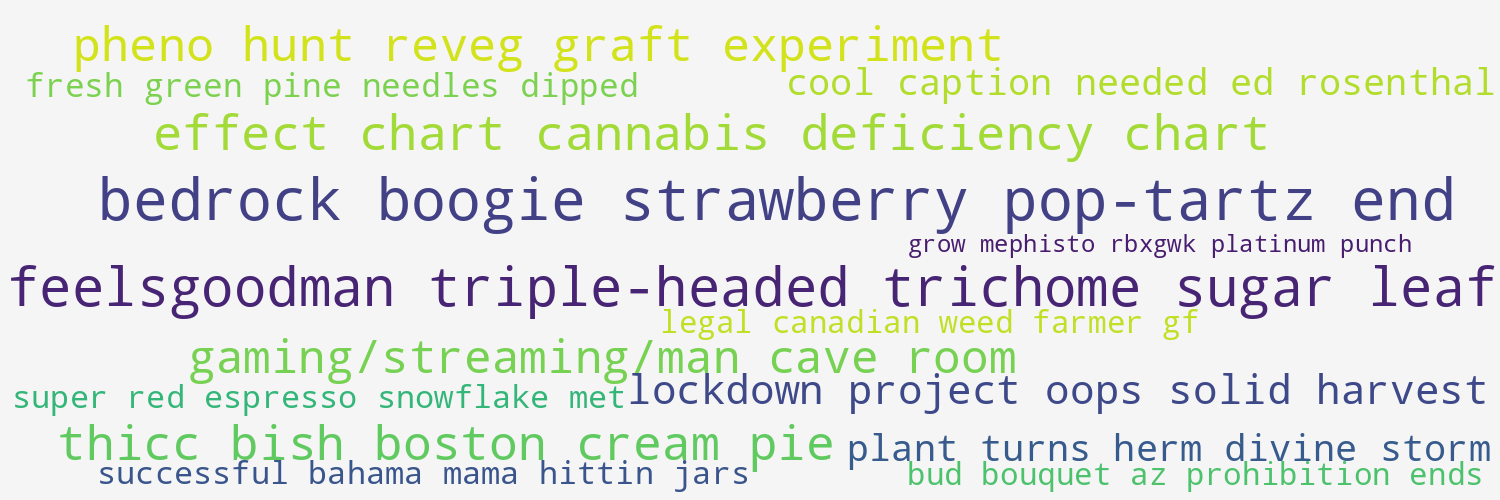 pheno hunt reveg graft experiment
fresh green pine needles dipped
cool caption needed ed rosenthal
effect chart cannabis deficiency chart
bedrock boogie strawberry pop-tartz end
grow mephisto rbxgwk platinum punch
feelsgoodman triple-headed trichome sugar leaf
legal canadian weed farmer gf
gaming/streaming/man cave room
super red espresso snowflake met
lockdown project oops solid harvest
thicc bish boston cream pie
plant turns herm divine storm
successful bahama mama hittin jars
bud bouquet az prohibition ends